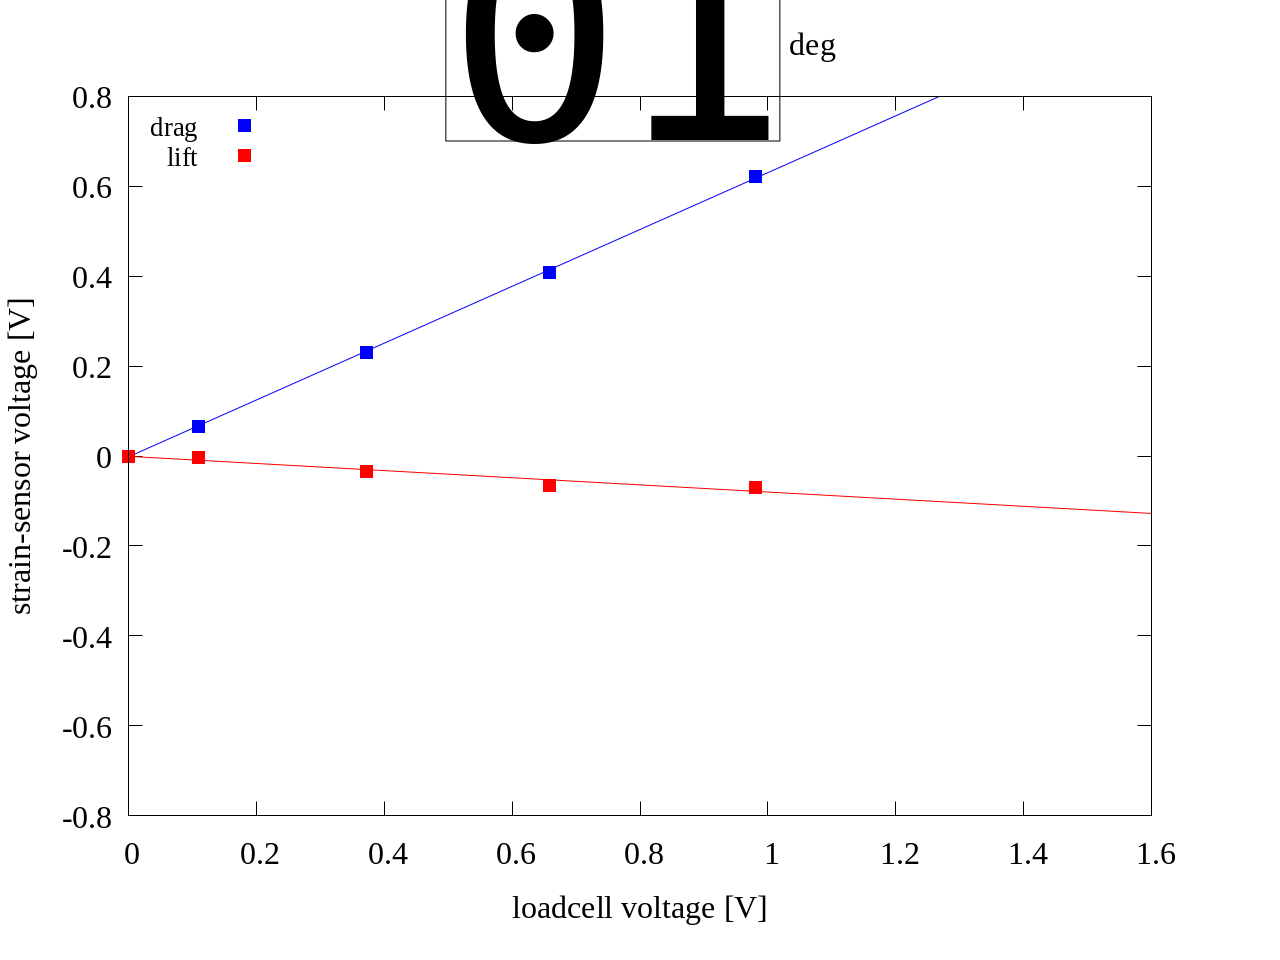 01 deg
0.8
drag
lift
0.6
0.4
0.2
0
-0.2
-0.4
-0.6
-0.8
strain-sensor voltage [V]
0 0.2 0.4 0.6 0.8 1 1.2 1.4 1.6
loadcell voltage [V]